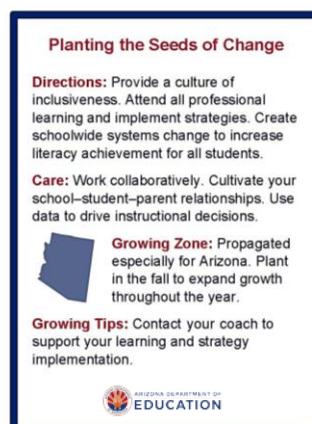 Planting the Seeds of Change
Directions: Provide a culture of
inclusiveness. Attend all professional
learning and implement strategies. Create
schoolwide systems change to increase
literacy achievement for all students.
Care: Work collaboratively. Cultivate your
school–student–parent relationships. Use
data to drive instructional decisions.
Growing Zone: Propagated
especially for Arizona. Plant
in the fall to expand growth
throughout the year.
Growing Tips: Contact your coach to
support your learning and strategy
implementation.
ARIZONA DEPARTMENT OF
EDUCATION